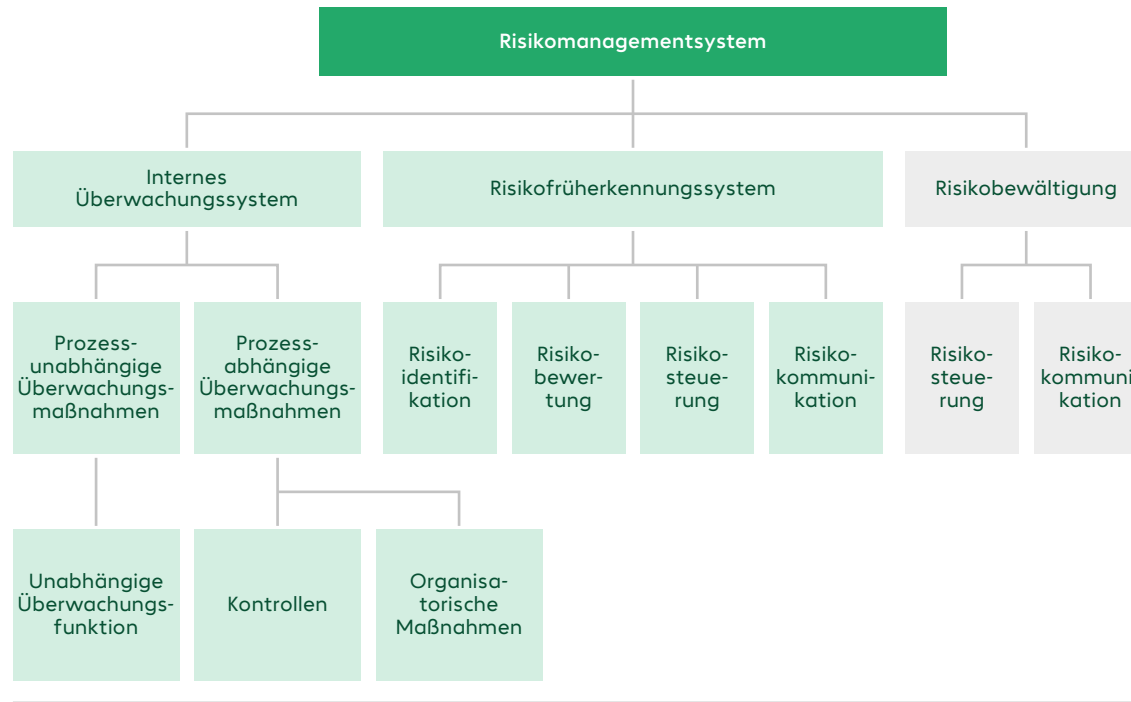 Risikomanagementsystem
Internes
Überwachungssystem
Risikofrüherkennungssystem
Risikobewältigung
Prozess-
unabhängige
Überwachungs-
maßnahmen
Prozess-
abhängige
Überwachungs-
maßnahmen
Risiko-
identifi-
kation
Risiko-
bewer-
tung
Risiko-
steue-
rung
Risiko-
kommuni-
kation
Risiko-
steue-
rung
Risiko-
kommuni
kation
Unabhängige
Überwachungs-
funktion
Kontrollen
Organisa-
torische
Maßnahmen